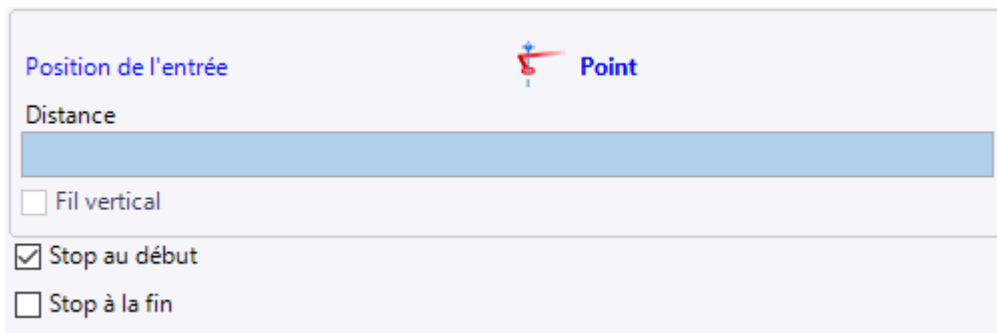 Position de l'entrée Point
Distance
Fil vertical
Stop au début
Stop à la fin